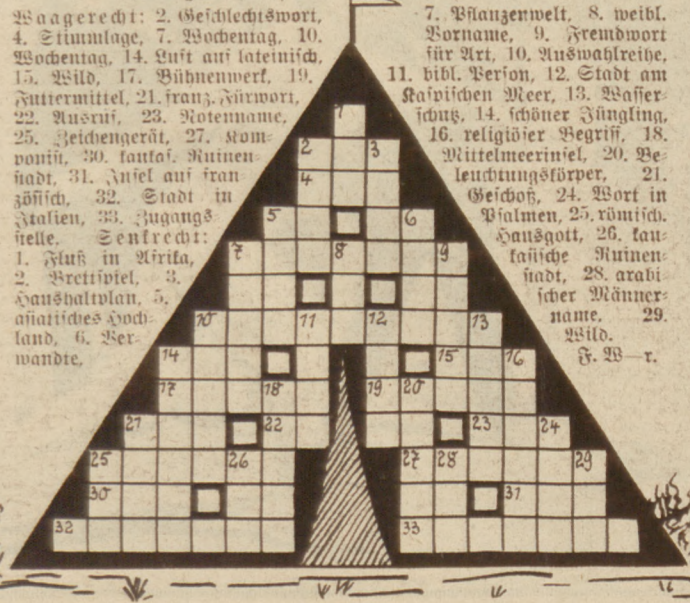 Waagerecht: 2. Geschlechtswort,
4. Stimmlage, 7. Wochentag, 10.
Wochentag, 14. Luft auf lateinisch,
15. Wild, 17. Bühnenwerk, 19.
Futtermittel, 21. franz. Fürwort,
22. Ausruf, 23. Notenname,
25. Zeichengerät, 27. Kom-
ponist, 30. kaukas. Ruinen-
stadt, 31. Insel auf fran
zösisch, 32. Stadt in
Italien, 33. Zugangs
stelle. Senkrecht:
1. Fluß in Afrika,
2. Brettspiel, 3.
Haushaltplan, 5.
asiatisches Hoch-
land, 6. Ver-
wandte,
7. Pflanzenwelt, 8. weibl.
Vorname, 9. Fremdwort
für Art, 10. Auswahlreihe,
11. bibl. Person, 12. Stadt am
Kaspischen Meer, 13. Wasser-
schutz, 14. schöner Jüngling,
16. religiöser Begriff, 18.
Mittelmeerinsel, 20. Be-
leuchtungskörper, 21.
Geschoß, 24. Wort in
Psalmen, 25. römisch.
Hausgott, 26. kau-
kasische Ruinen-
stadt, 28. arabi-
scher Männer-
name. 29.
Wild.
F. W—r.
1
2 3
4
5 6
7 8 9
10 11 12 13
14 15 16
17 18 19 20
21 22 23 24
25 26 27 28 29
30 31
32 33